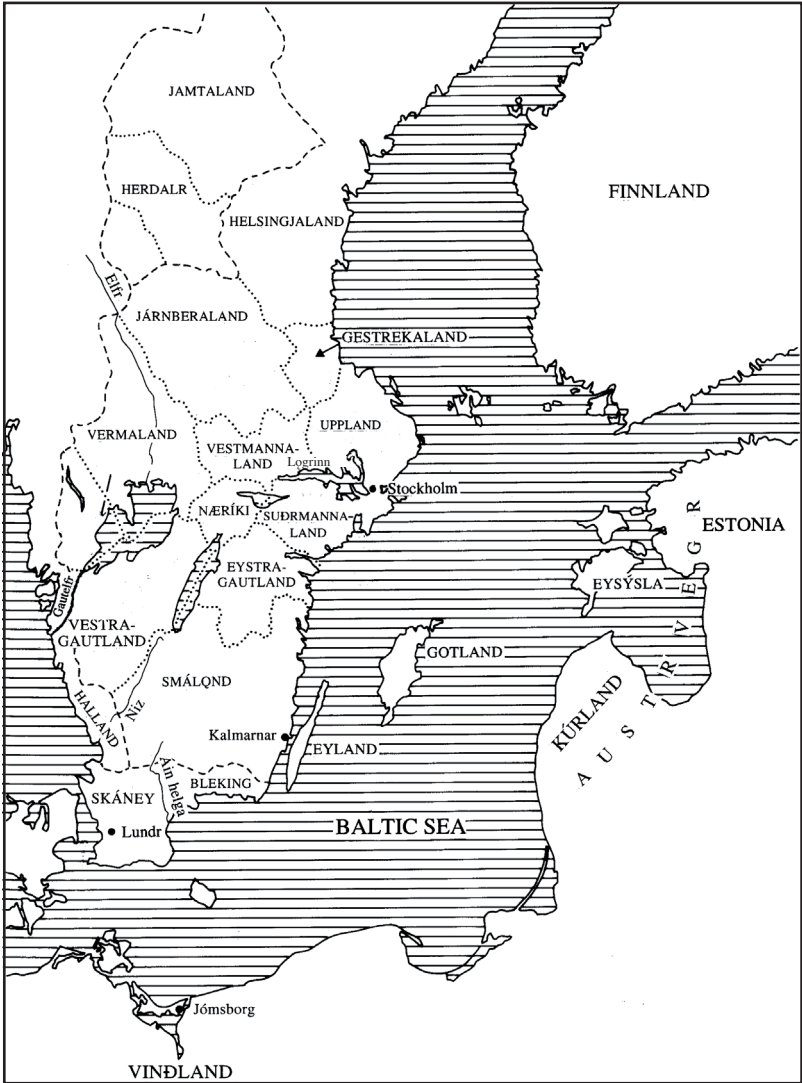 JAMTALAND
HERDALR
FINNLAND
HELSINGJALAND
Elfr
JÁRNBERALAND
GESTREKALAND
VERMALAND
UPPLAND
VESTMANNA-
LAND
Logrinn
Stockholm
NÆRÍKI
SUÐRMANNA-
LAND
ESTONIA
EYSTRA-
GAUTLAND
EYSÝSLA
Gautelfr
VESTRA-
GAUTLAND
GOTLAND
SMÁLQND
HALLAND
Niz
KÚRLAND
AUSTRVEGR
Kalmarnar
EYLAND
BLEKING
Áin helga
SKÁNEY
Lundr
BALTIC SEA
Jómsborg
VINÐLAND